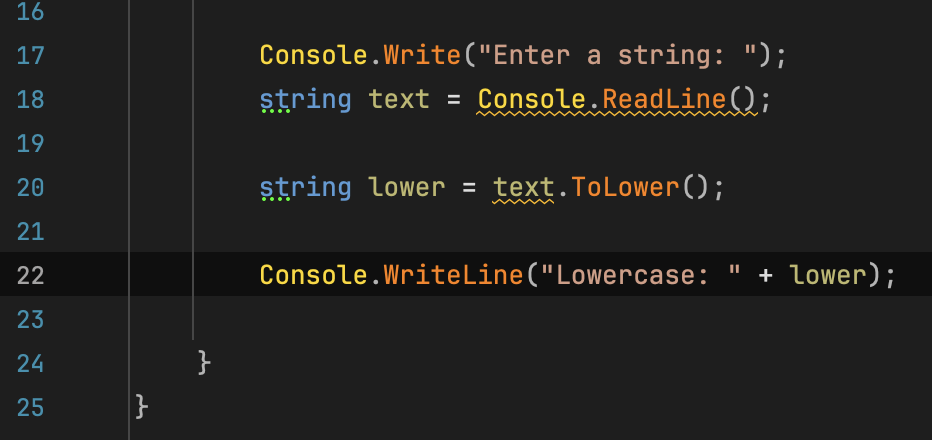 16
17 Console.Write("Enter a string: ");
18 string text = Console.ReadLine();
19
20 string lower = text.ToLower();
21
22 Console.WriteLine("Lowercase: " + lower);
23
24 }
25 }